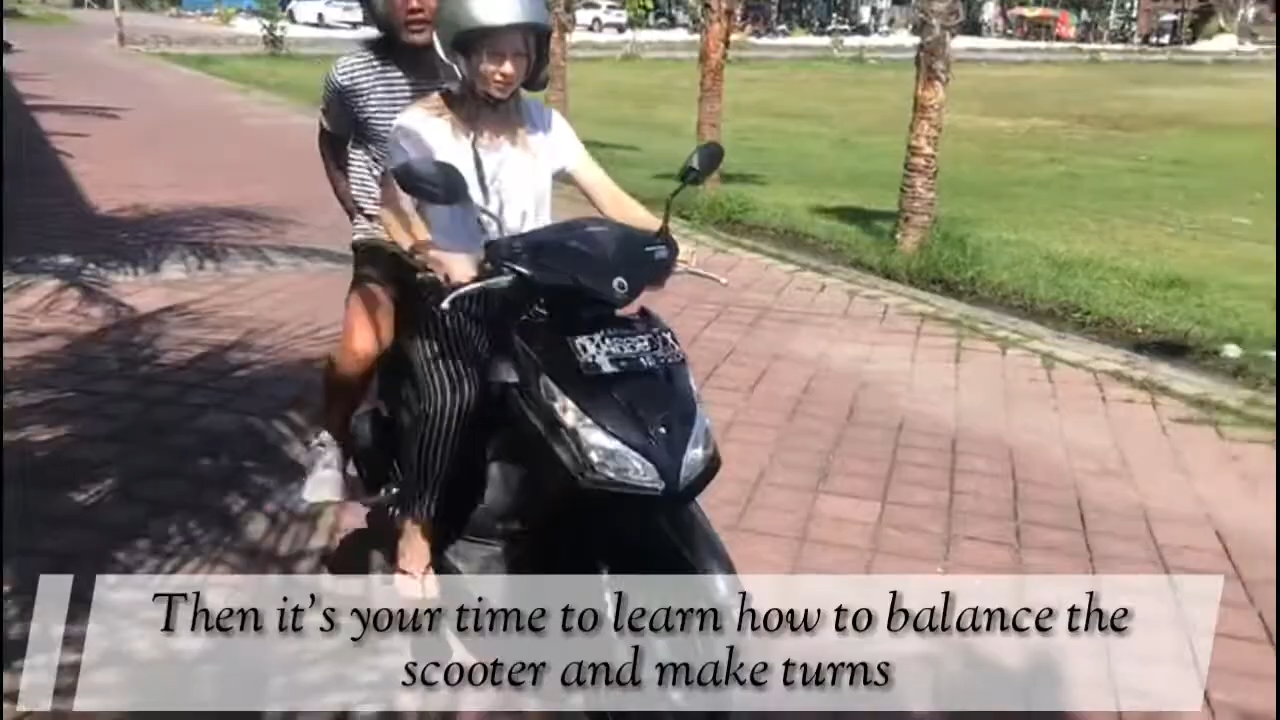 Then it's your time to learn how to balance the
scooter and make turns